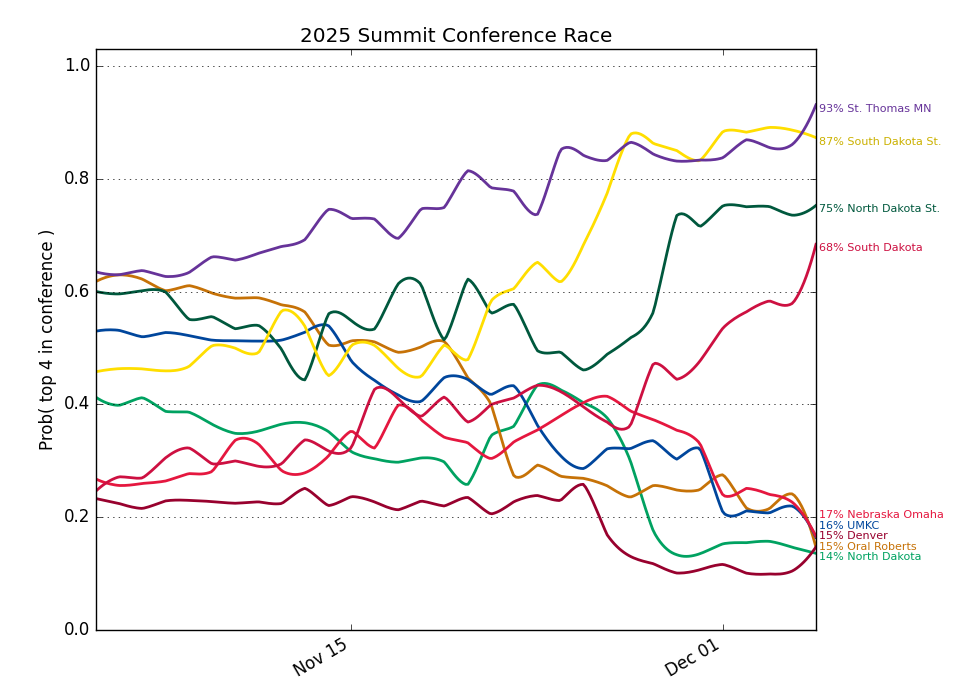 2025 Summit Conference Race
Prob( top 4 in conference )
1.0
0.8
0.6
0.4
0.2
0.0
Nov 15
Dec 01
93% St. Thomas MN
87% South Dakota St.
75% North Dakota St.
68% South Dakota
17% Nebraska Omaha
16% UMKC
15% Denver
15% Oral Roberts
14% North Dakota